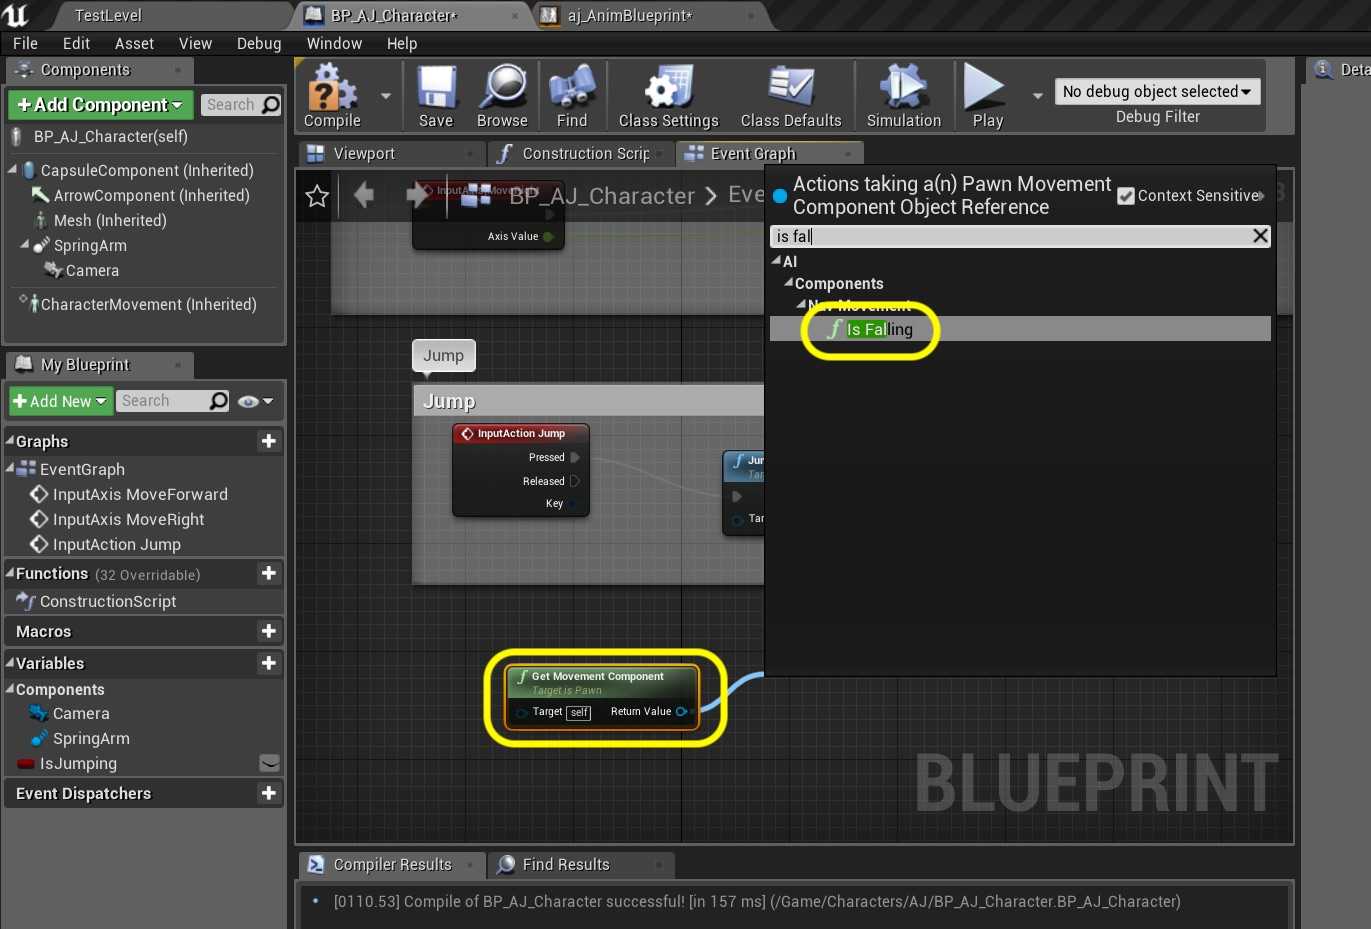 TestLevel
BP_AJ_Character*
aj_AnimBlueprint*
File Edit Asset View Debug Window Help
Components
+Add Component
Search
BP_AJ_Character(self)
CapsuleComponent (Inherited)
ArrowComponent (Inherited)
Mesh (Inherited)
SpringArm
Camera
CharacterMovement (Inherited)
My Blueprint
+Add New
Search
Graphs
EventGraph
InputAxis MoveForward
InputAxis MoveRight
InputAction Jump
Functions (32 Overridable)
ConstructionScript
Macros
Variables
Components
Camera
SpringArm
IsJumping
Event Dispatchers
Compile
Save
Browse
Find
Class Settings
Class Defaults
Simulation
Play
No debug object selected
Debug Filter
Deta
Viewport
Construction Scrip
Event Graph
InputAxis MoveRight
BP_AJ_Character > Eve
Axis Value
Actions taking a(n) Pawn Movement
Component Object Reference
Context Sensitive
is fal
AI
Components
Nav Movement
Is Falling
Jump
Jump
InputAction Jump
Pressed
Released
Key
Jum
Tar
Tar
Get Movement Component
Target is Pawn
Target self
Return Value
BLUEPRINT
Compiler Results
Find Results
[0110.53] Compile of BP_AJ_Character successful! [in 157 ms] (/Game/Characters/AJ/BP_AJ_Character.BP_AJ_Character)